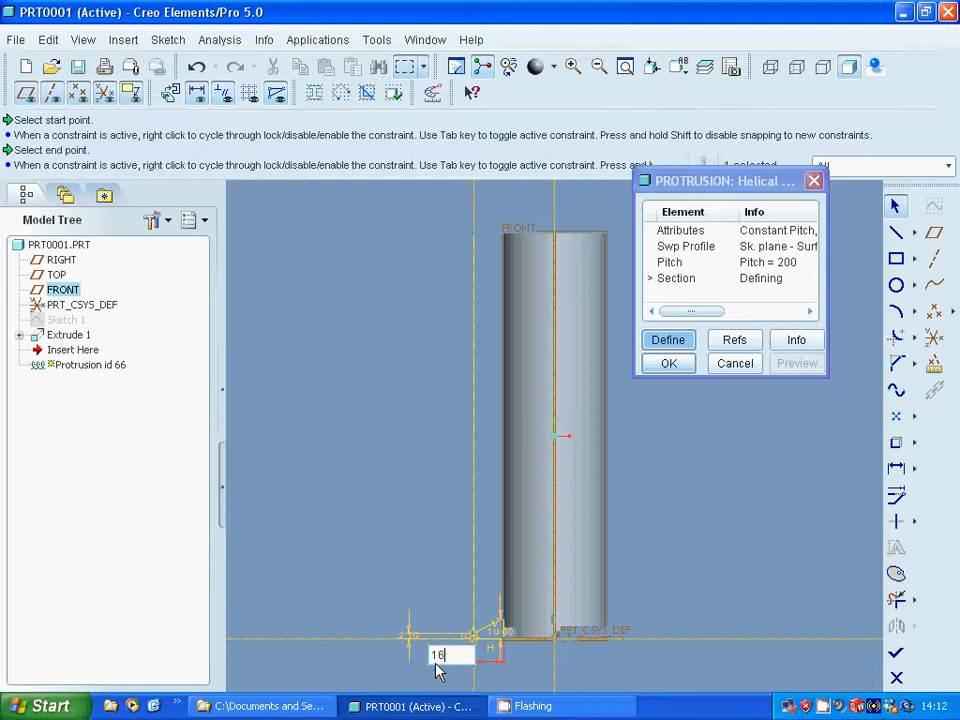 PRT0001 (Active) - Creo Elements/Pro 5.0
File Edit View Insert Sketch Analysis Info Applications Tools Window Help
Select start point.
When a constraint is active, right click to cycle through lock/disable/enable the constraint. Use Tab key to toggle active constraint. Press and hold Shift to disable snapping to new constraints.
Select end point.
When a constraint is active, right click to cycle through lock/disable/enable the constraint. Use Tab key to toggle active constraint. Press and
1 selected
All
PROTRUSION: Helical ...
Element Info
Attributes Constant Pitch,
Swp Profile Sk. plane - Surf
Pitch Pitch = 200
> Section Defining
Define Refs Info
OK Cancel Preview
Model Tree
PRT0001.PRT
RIGHT
TOP
FRONT
PRT_CSYS_DEF
Sketch 1
Extrude 1
Insert Here
Protrusion id 66
FRONT
V
10.00
PRT_CSYS_DEF
H
16
Start
C:\Documents and Se...
PRT0001 (Active) - C...
Flashing
14:12